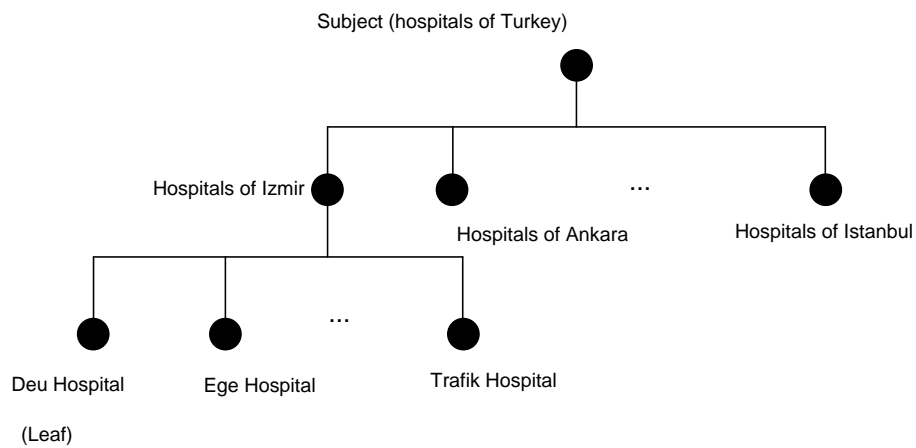 Subject (hospitals of Turkey)
Hospitals of Izmir
...
Hospitals of Ankara
Hospitals of Istanbul
...
Deu Hospital
Ege Hospital
Trafik Hospital
(Leaf)